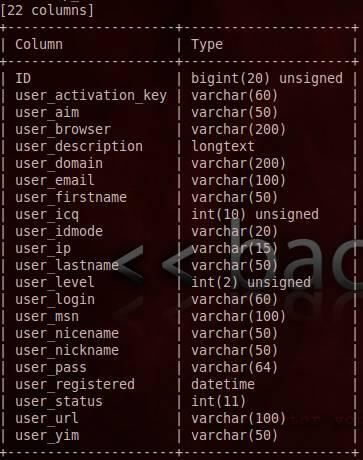 [22 columns]
+--------------------+---------------------+
| Column | Type |
+--------------------+---------------------+
| ID | bigint(20) unsigned |
| user_activation_key | varchar(60) |
| user_aim | varchar(50) |
| user_browser | varchar(200) |
| user_description | longtext |
| user_domain | varchar(200) |
| user_email | varchar(100) |
| user_firstname | varchar(50) |
| user_icq | int(10) unsigned |
| user_idmode | varchar(20) |
| user_ip | varchar(15) |
| user_lastname | varchar(50) |
| user_level | int(2) unsigned |
| user_login | varchar(60) |
| user_msn | varchar(100) |
| user_nicename | varchar(50) |
| user_nickname | varchar(50) |
| user_pass | varchar(64) |
| user_registered | datetime |
| user_status | int(11) |
| user_url | varchar(100) |
| user_yim | varchar(50) |
+--------------------+---------------------+
<< bac